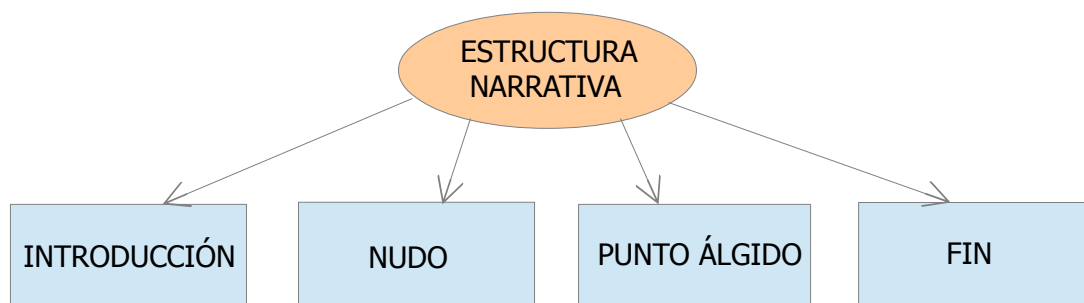 ESTRUCTURA
NARRATIVA
INTRODUCCIÓN
NUDO
PUNTO ÁLGIDO
FIN